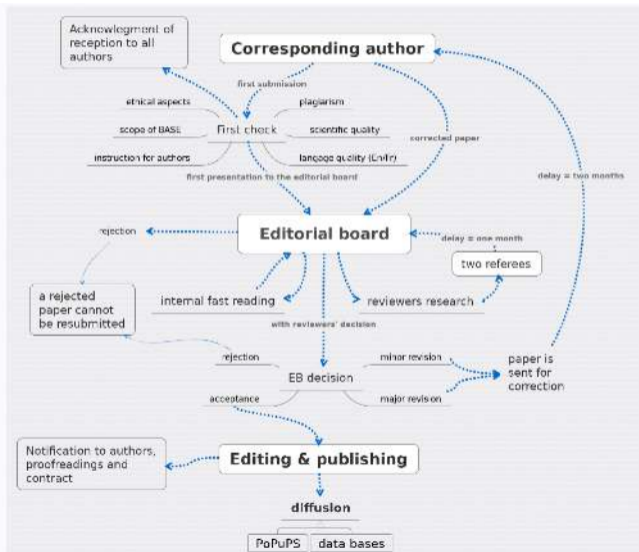 Acknowlegment of
reception to all
authors
Corresponding author
first submission
ethical aspects
plagiarism
scope of BASE
First check
scientific quality
corrected paper
instruction for authors
langage quality (En/Fr)
first presentation to the editorial board
delay = two months
rejection
Editorial board
delay = one month
two referees
a rejected
paper cannot
be resubmitted
internal fast reading
reviewers research
with reviewers' decision
rejection
minor revision
EB decision
paper is
sent for
correction
acceptance
major revision
Notification to authors,
proofreadings and
contract
Editing & publishing
diffusion
PoPuPS
data bases